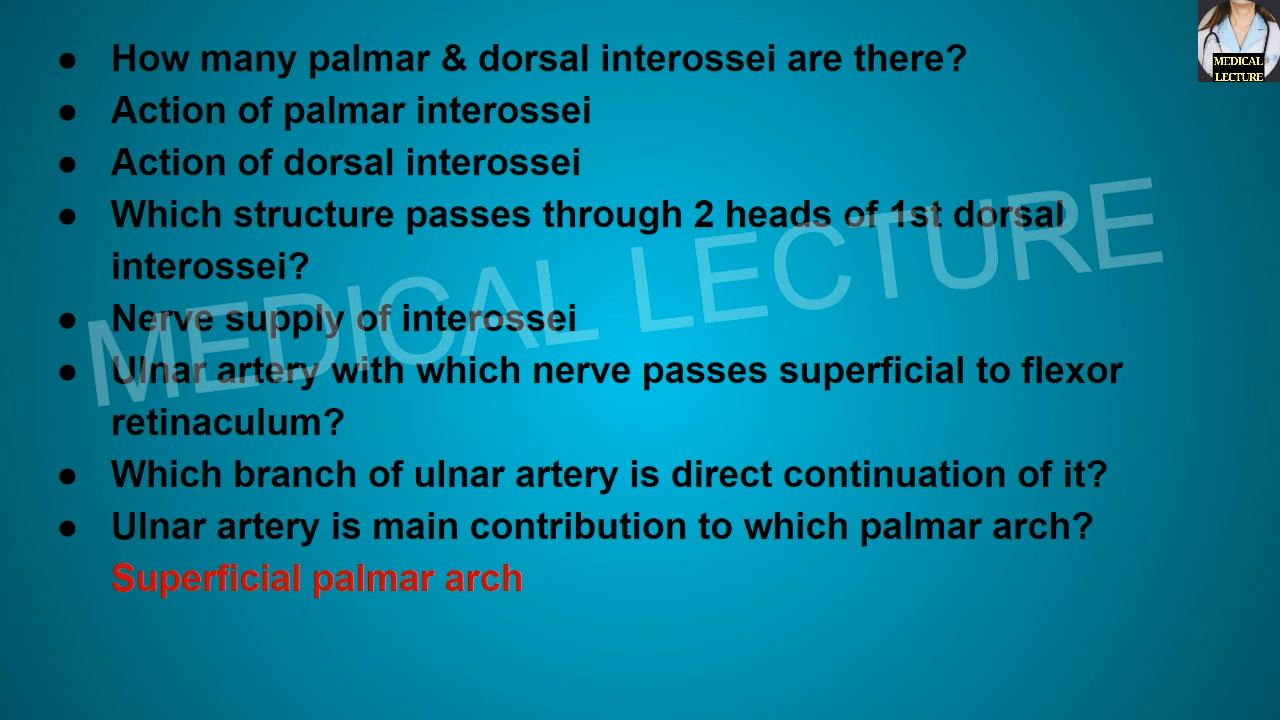 ● How many palmar & dorsal interossei are there?
● Action of palmar interossei
● Action of dorsal interossei
● Which structure passes through 2 heads of 1st dorsal
interossei?
● Nerve supply of interossei
● Ulnar artery with which nerve passes superficial to flexor
retinaculum?
● Which branch of ulnar artery is direct continuation of it?
● Ulnar artery is main contribution to which palmar arch?
Superficial palmar arch
MEDICAL LECTURE
MEDICAL
LECTURE